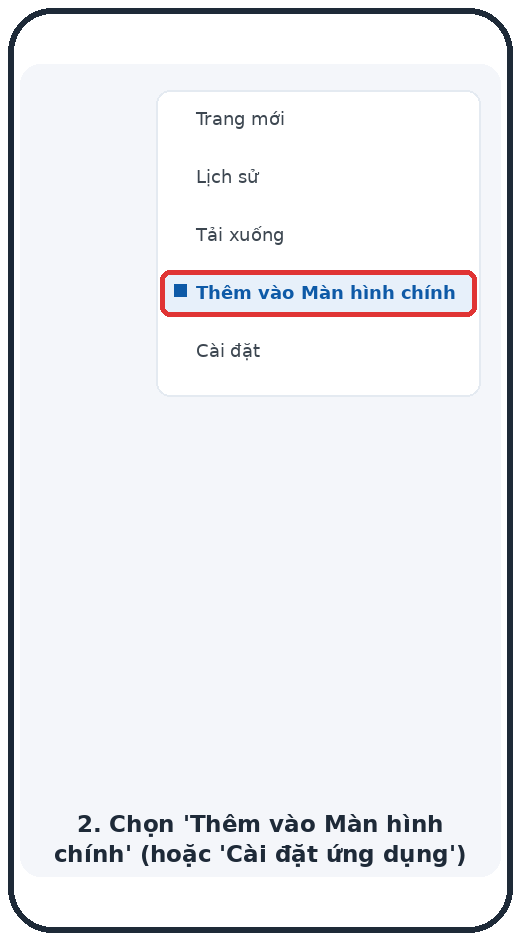 Trang mới
Lịch sử
Tải xuống
Thêm vào Màn hình chính
Cài đặt
2. Chọn 'Thêm vào Màn hình
chính' (hoặc 'Cài đặt ứng dụng')